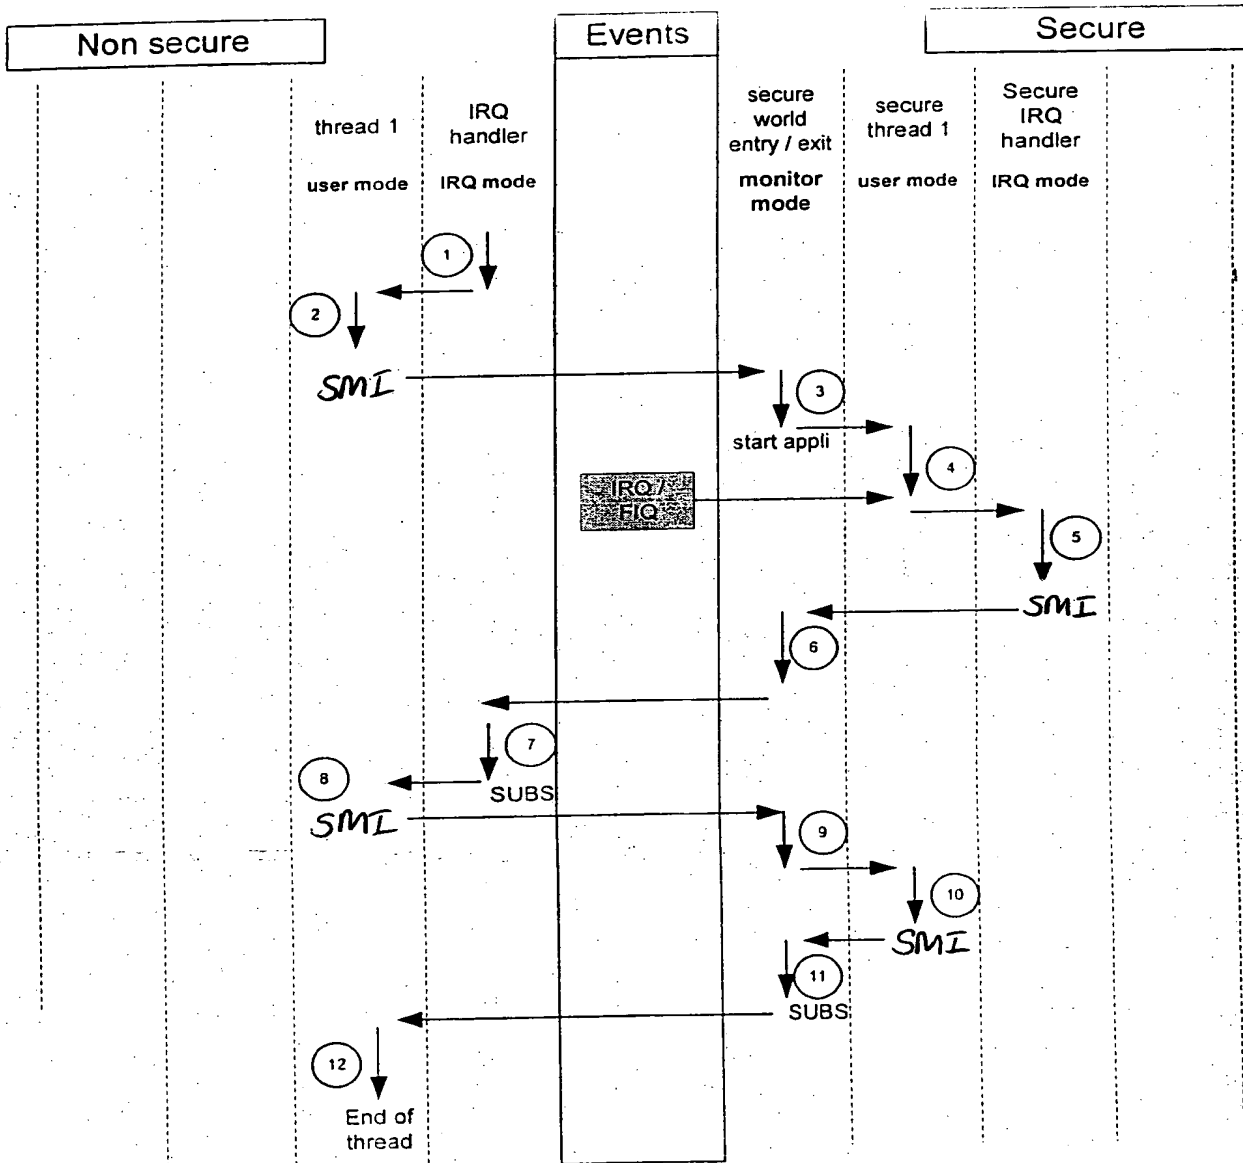 Non secure
Events
Secure
thread 1
user mode
IRQ
handler
IRQ mode
secure
world
entry / exit
monitor
mode
secure
thread 1
user mode
Secure
IRQ
handler
IRQ mode
1
2
SMI
3
start appli
4
IRQ /
FIQ
5
SMI
6
7
8
SUBS
SMI
9
10
SMI
11
SUBS
12
End of
thread